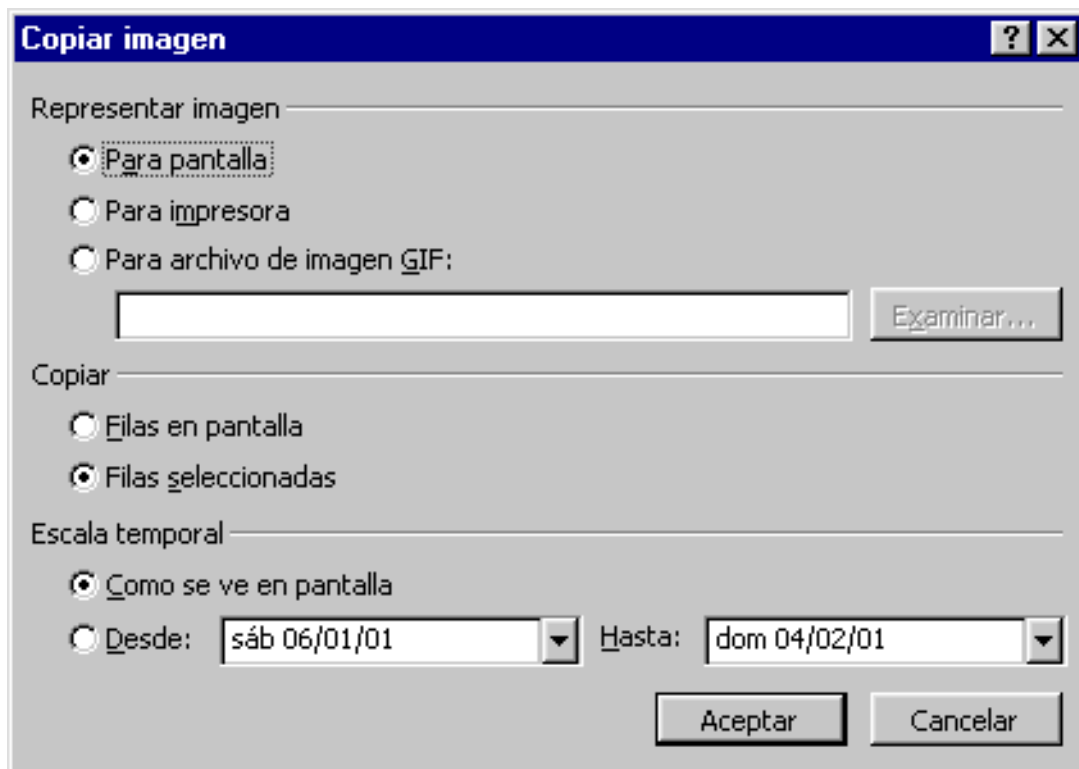 Copiar imagen
Representar imagen
Para pantalla
Para impresora
Para archivo de imagen GIF:
Examinar...
Copiar
Filas en pantalla
Filas seleccionadas
Escala temporal
Como se ve en pantalla
Desde: sáb 06/01/01 Hasta: dom 04/02/01
Aceptar Cancelar